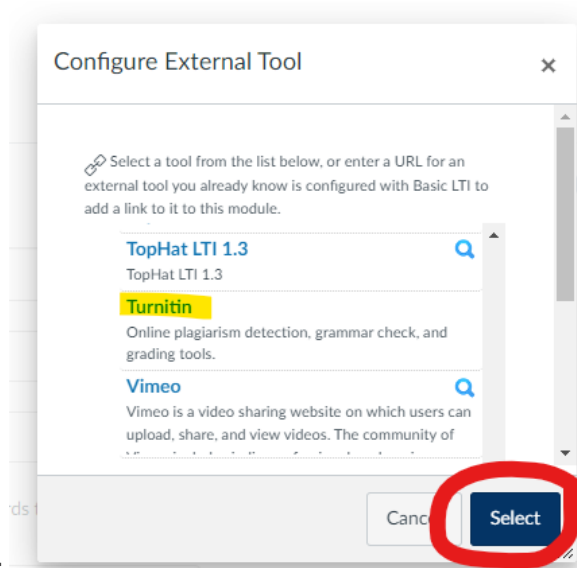 Configure External Tool
×
Select a tool from the list below, or enter a URL for an
external tool you already know is configured with Basic LTI to
add a link to it to this module.
TopHat LTI 1.3
TopHat LTI 1.3
Turnitin
Online plagiarism detection, grammar check, and
grading tools.
Vimeo
Vimeo is a video sharing website on which users can
upload, share, and view videos. The community of
Select